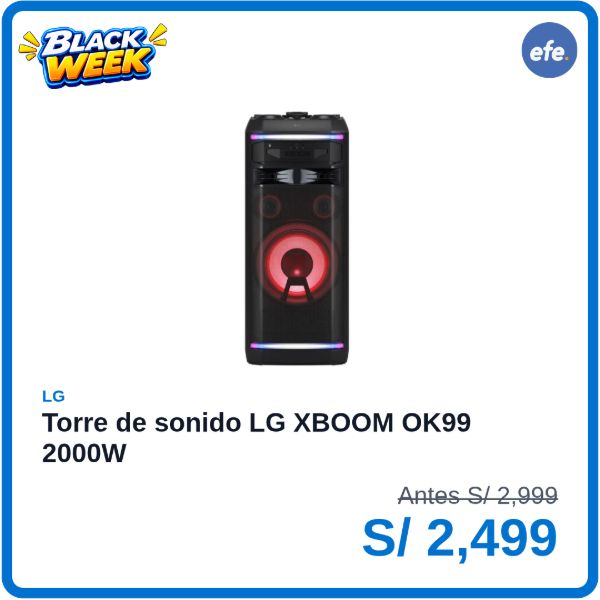 BLACK
WEEK
efe.
LG
Torre de sonido LG XBOOM OK99
2000W
Antes S/ 2,999
S/ 2,499